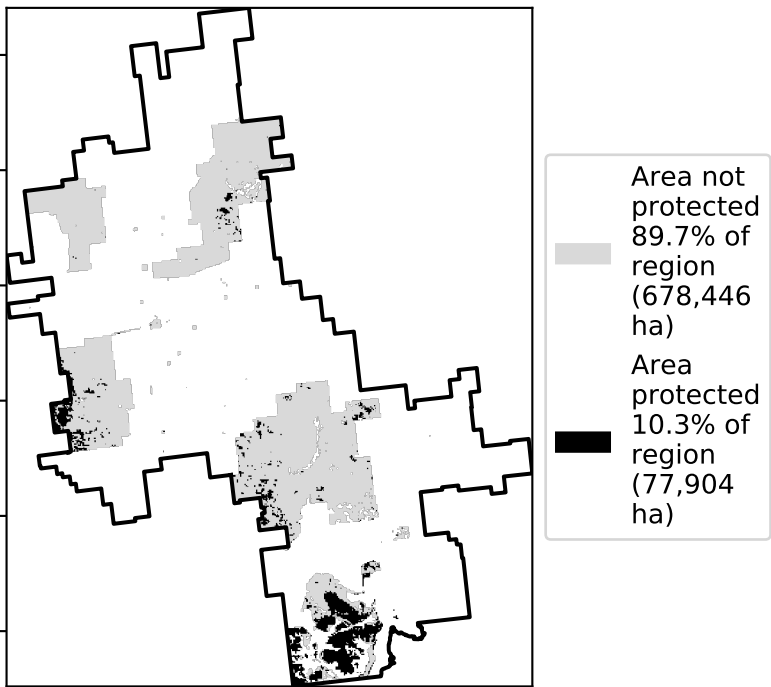 Area not
protected
89.7% of
region
(678,446
ha)
Area
protected
10.3% of
region
(77,904
ha)